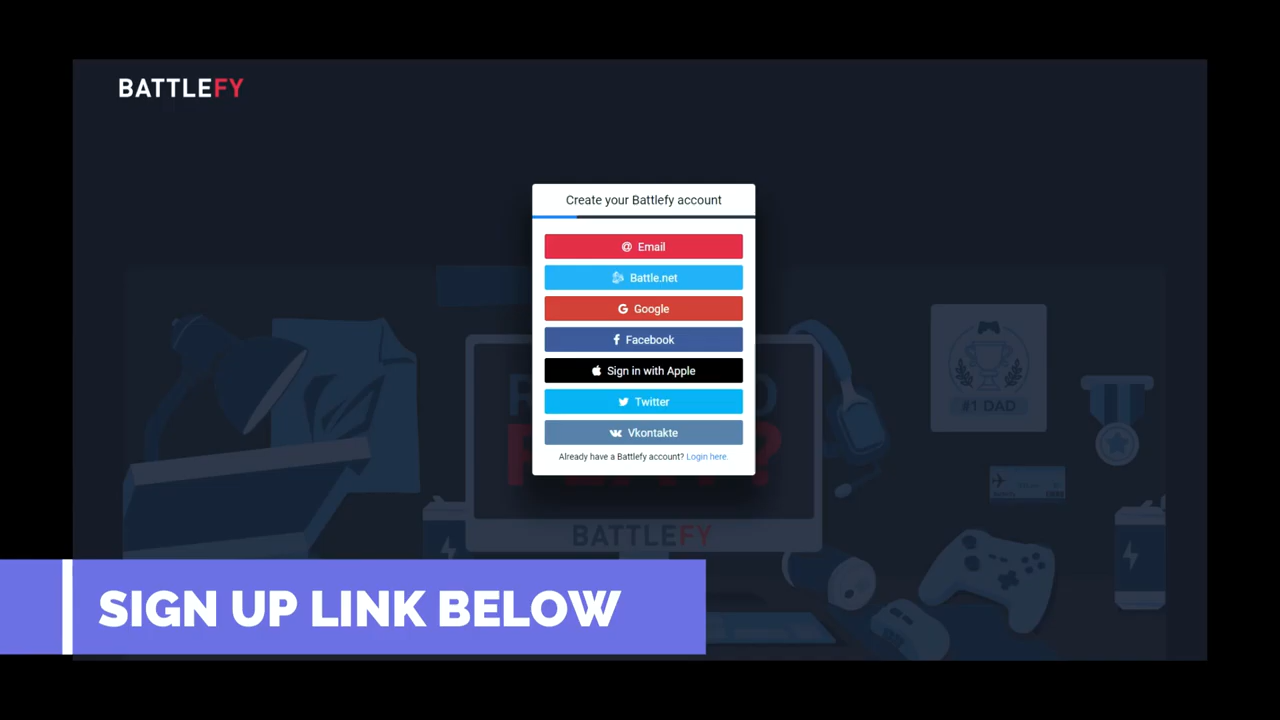 BATTLEFY
Create your Battlefy account
Email
Battle.net
Google
Facebook
Sign in with Apple
Twitter
Vkontakte
Already have a Battlefy account? Login here.
#1 DAD
BATTLEFY
SIGN UP LINK BELOW